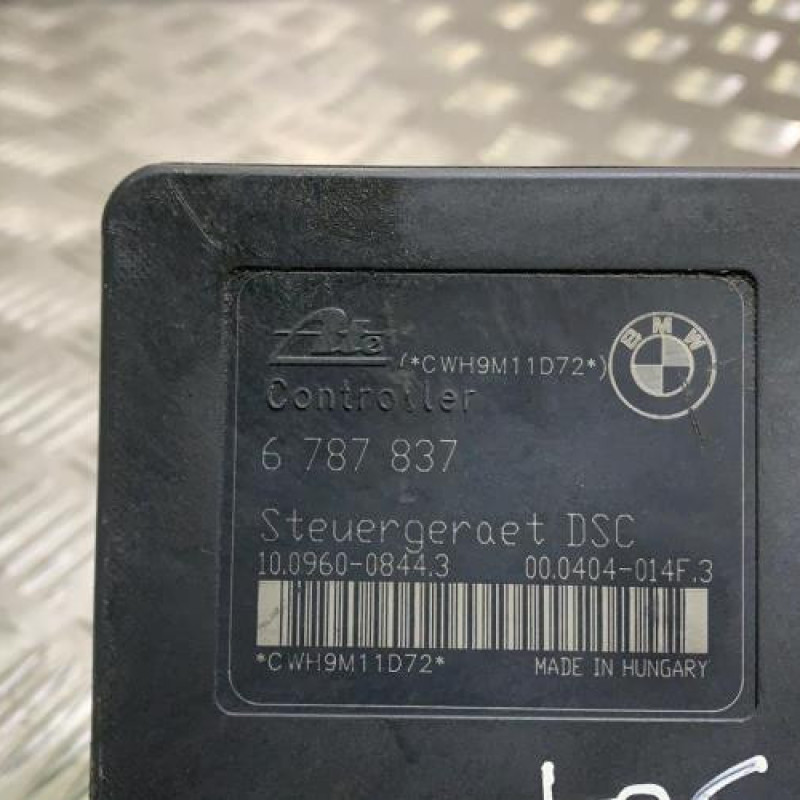 Ate
(*CWH9M11D72*)
BMW
Controller
6 787 837
Steuergeraet DSC
10.0960-0844.3 00.0404-014F.3
*CWH9M11D72* MADE IN HUNGARY